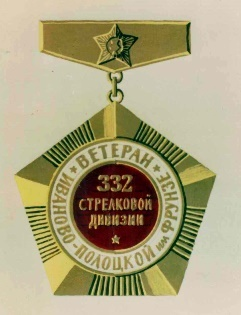 ★ ВЕТЕРАН ★
332
СТРЕЛКОВОЙ
ДИВИЗИИ
ИВАНОВО-ПОЛОЦКОЙ им ФРУНЗЕ